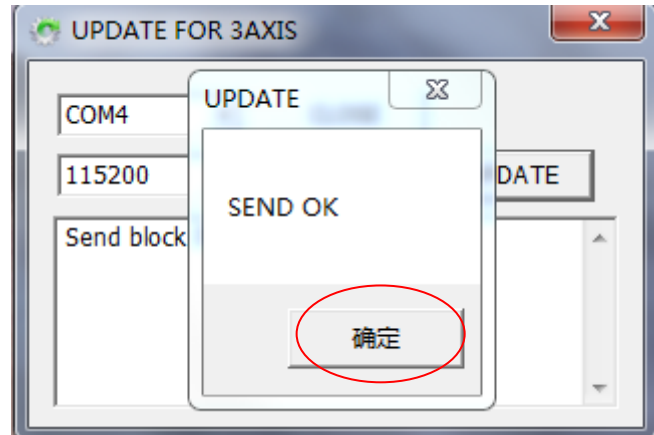 UPDATE FOR 3AXIS
UPDATE
COM4
115200
DATE
SEND OK
Send block
确定